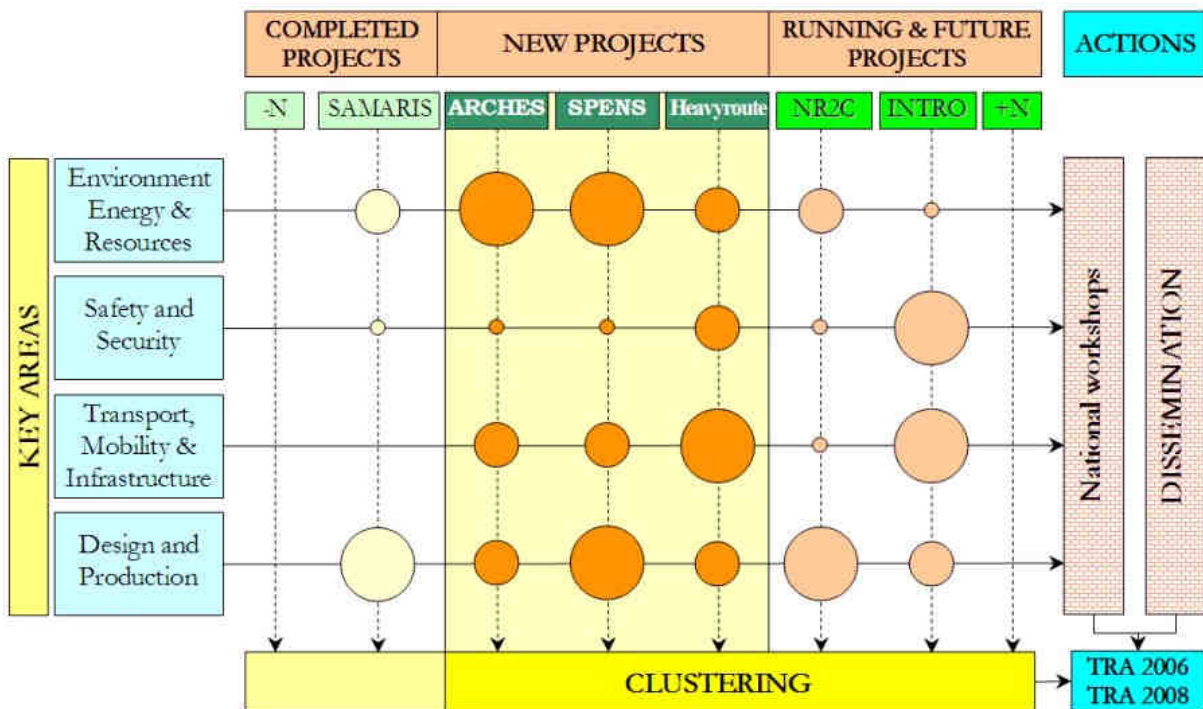 COMPLETED
PROJECTS
NEW PROJECTS
RUNNING & FUTURE
PROJECTS
ACTIONS
-N
SAMARIS
ARCHES
SPENS
Heavyroute
NR2C
INTRO
+N
KEY AREAS
Environment
Energy &
Resources
Safety and
Security
Transport,
Mobility &
Infrastructure
Design and
Production
National workshops
DISSEMINATION
CLUSTERING
TRA 2006
TRA 2008